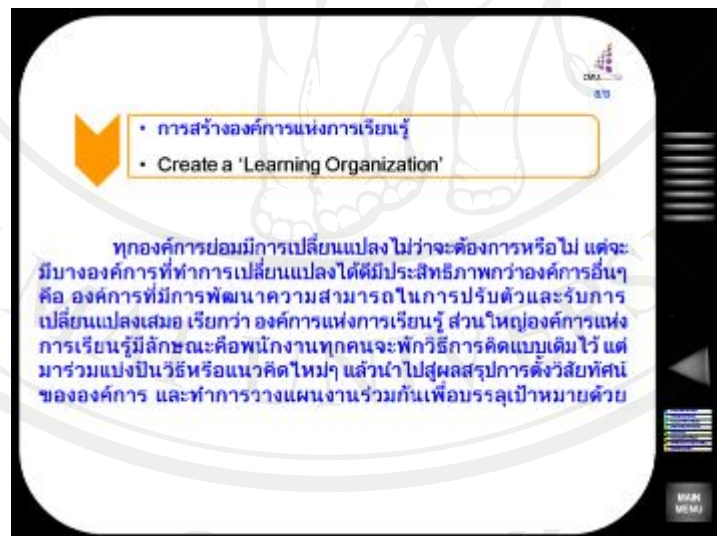 CMU
8/8
• การสร้างองค์การแห่งการเรียนรู้
• Create a ‘Learning Organization’
ทุกองค์การย่อมมีการเปลี่ยนแปลงไม่ว่าจะต้องการหรือไม่ แต่จะ
มีบางองค์การที่ทำการเปลี่ยนแปลงได้ดีมีประสิทธิภาพกว่าองค์การอื่นๆ
คือ องค์การที่มีการพัฒนาความสามารถในการปรับตัวและรับการ
เปลี่ยนแปลงเสมอ เรียกว่า องค์การแห่งการเรียนรู้ ส่วนใหญ่องค์การแห่ง
การเรียนรู้มีลักษณะคือพนักงานทุกคนจะพักวิธีการคิดแบบเดิมไว้ แต่
มาร่วมแบ่งปันวิธีหรือแนวคิดใหม่ๆ แล้วนำไปสู่ผลสรุปการตั้งวิสัยทัศน์
ขององค์การ และทำการวางแผนงานร่วมกันเพื่อบรรลุเป้าหมายด้วย
MAIN
MENU